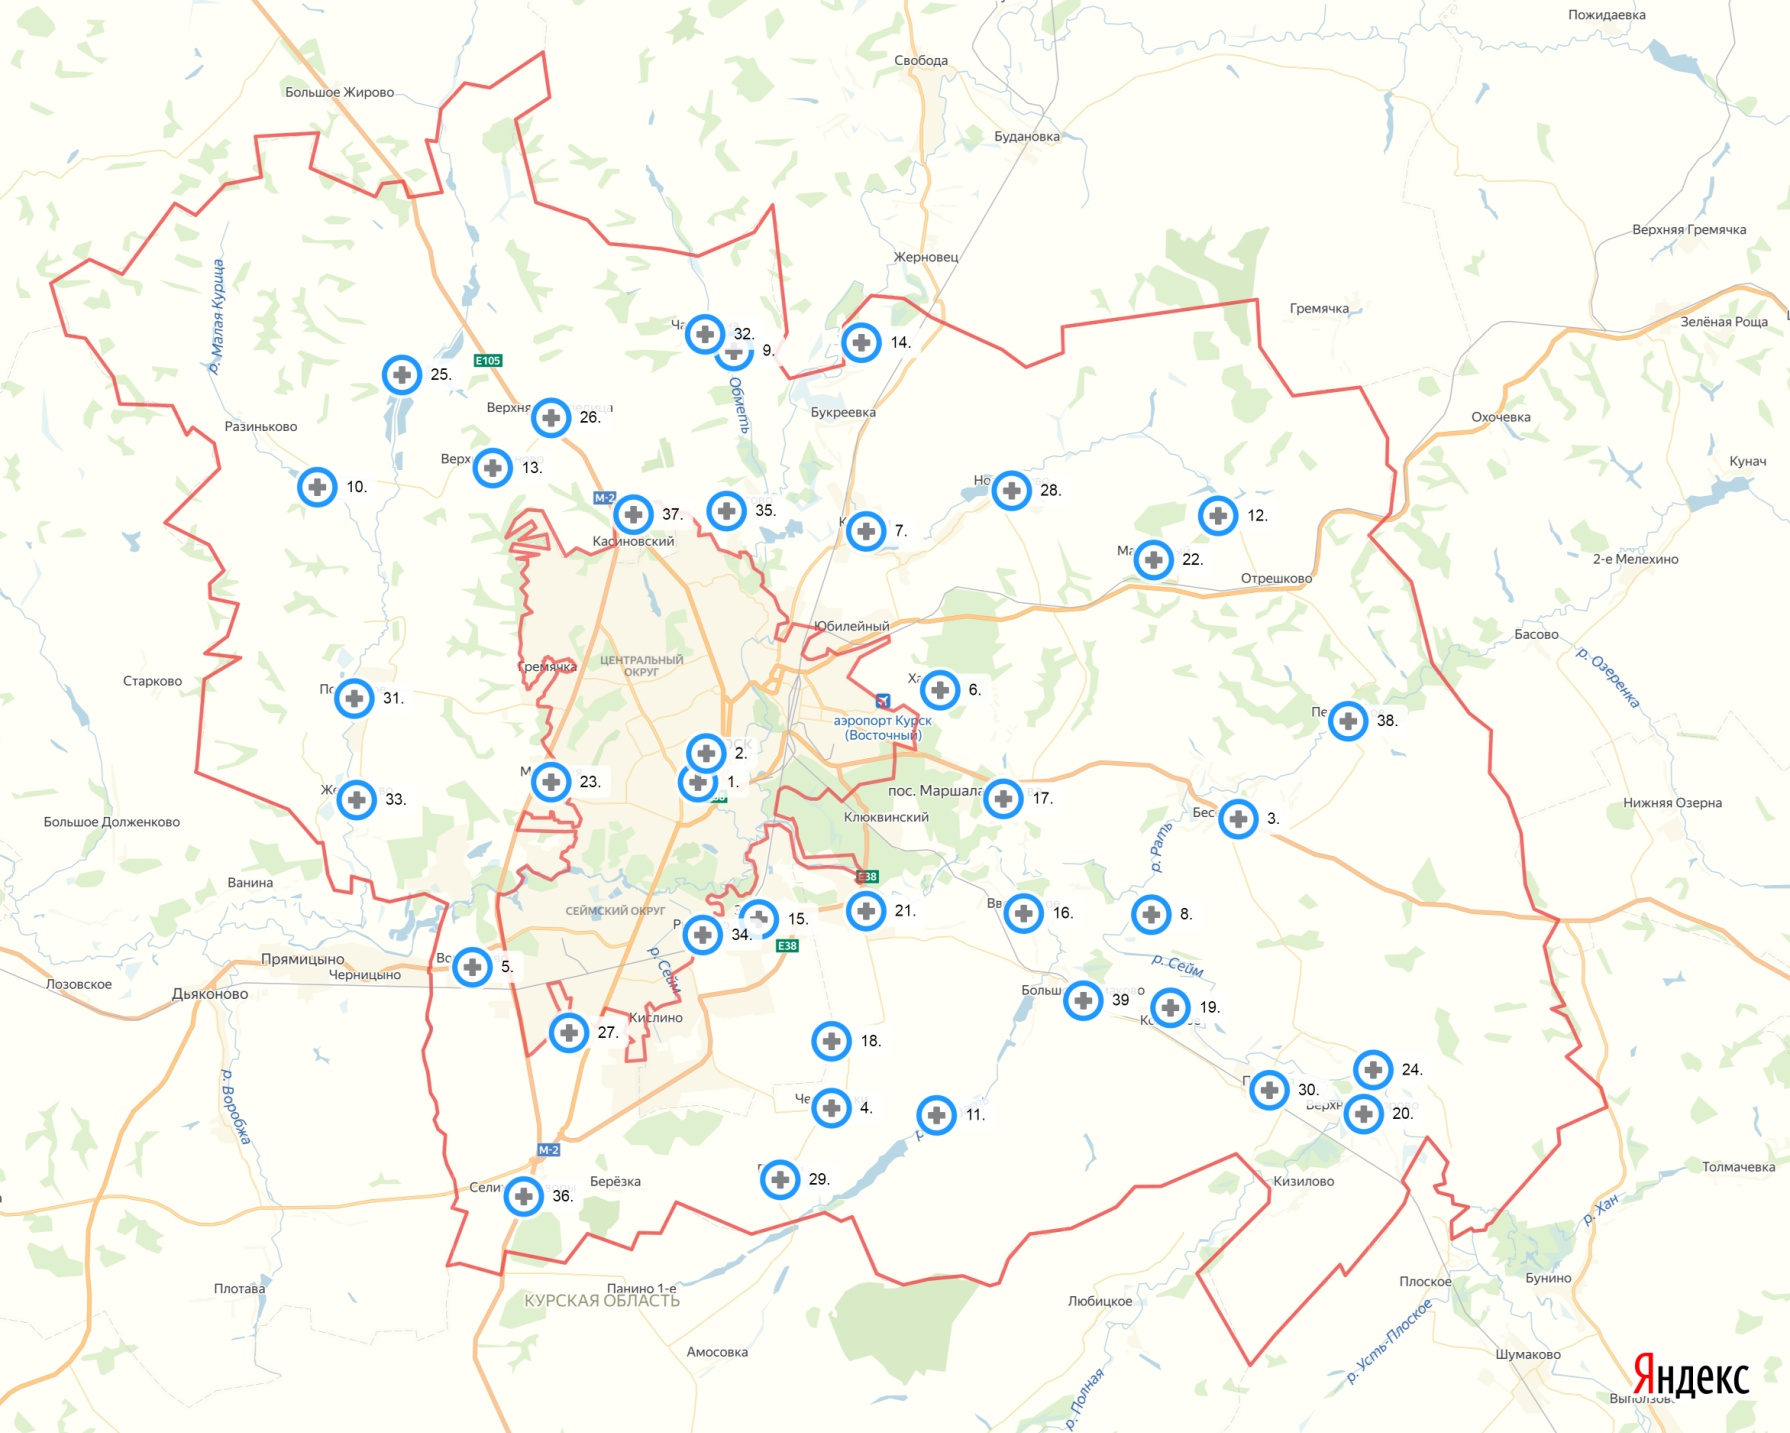 Пожидаевка
Свобода
Большое Жирово
Будановка
Верхняя Гремячка
Жерновец
р. Малая Курица
Гремячка
Зелёная Роща
32.
9.
14.
E105
25.
Обметь
Верхня
26.
Букреевка
Охочевка
Разиньково
13.
Кунач
10.
М-2
28.
37.
35.
12.
7.
Касиновский
22.
2-е Мелехино
Отрешково
Юбилейный
Басово
ЦЕНТРАЛЬНЫЙ
ОКРУГ
Гремячка
р. Озеренка
Старково
6.
31.
аэропорт Курск
(Восточный)
38.
2.
23.
1.
пос. Маршала
33.
17.
Нижняя Озерна
Большое Долженково
Клюквинский
3.
р. Рать
E38
Ванина
СЕЙМСКИЙ ОКРУГ
15.
21.
16.
8.
34.
E38
р. Сейм
р. Сейм
Прямицыно
Черницыно
5.
Лозовское
Дьяконово
39
19.
Кислино
27.
18.
24.
р. Воробжа
30.
20.
4.
11.
М-2
29.
Толмачевка
Берёзка
36.
Кизилово
р. Хан
Плотава
Панино 1-е
КУРСКАЯ ОБЛАСТЬ
Плоское
Бунино
Любицкое
р. Усть-Плоское
Амосовка
Шумаково
р. Полная
Яндекс